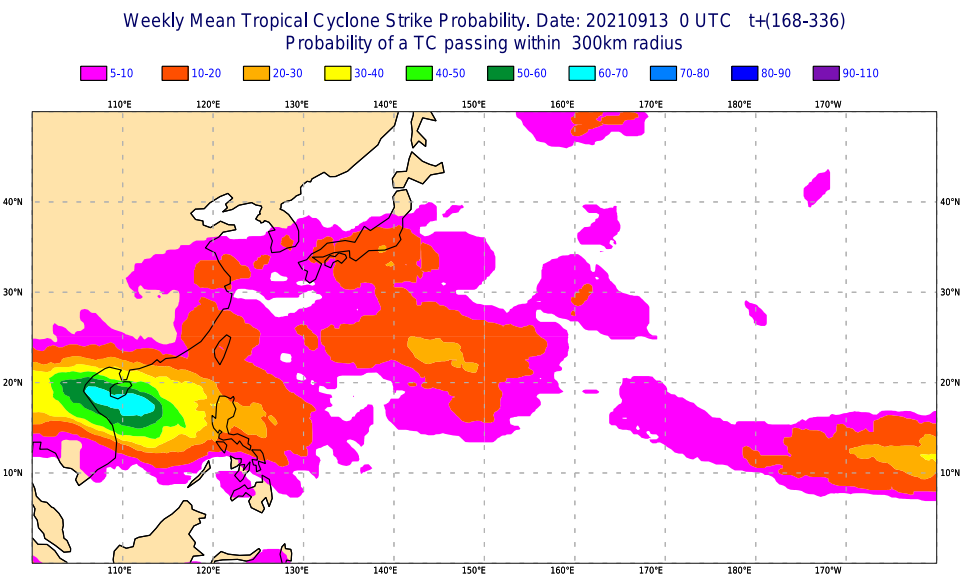 Weekly Mean Tropical Cyclone Strike Probability. Date: 20210913 0 UTC t+(168-336)
Probability of a TC passing within 300km radius
5-10 10-20 20-30 30-40 40-50 50-60 60-70 70-80 80-90 90-110
110°E 120°E 130°E 140°E 150°E 160°E 170°E 180°E 170°W
40°N 40°N
30°N 30°N
20°N 20°N
10°N 10°N
110°E 120°E 130°E 140°E 150°E 160°E 170°E 180°E 170°W